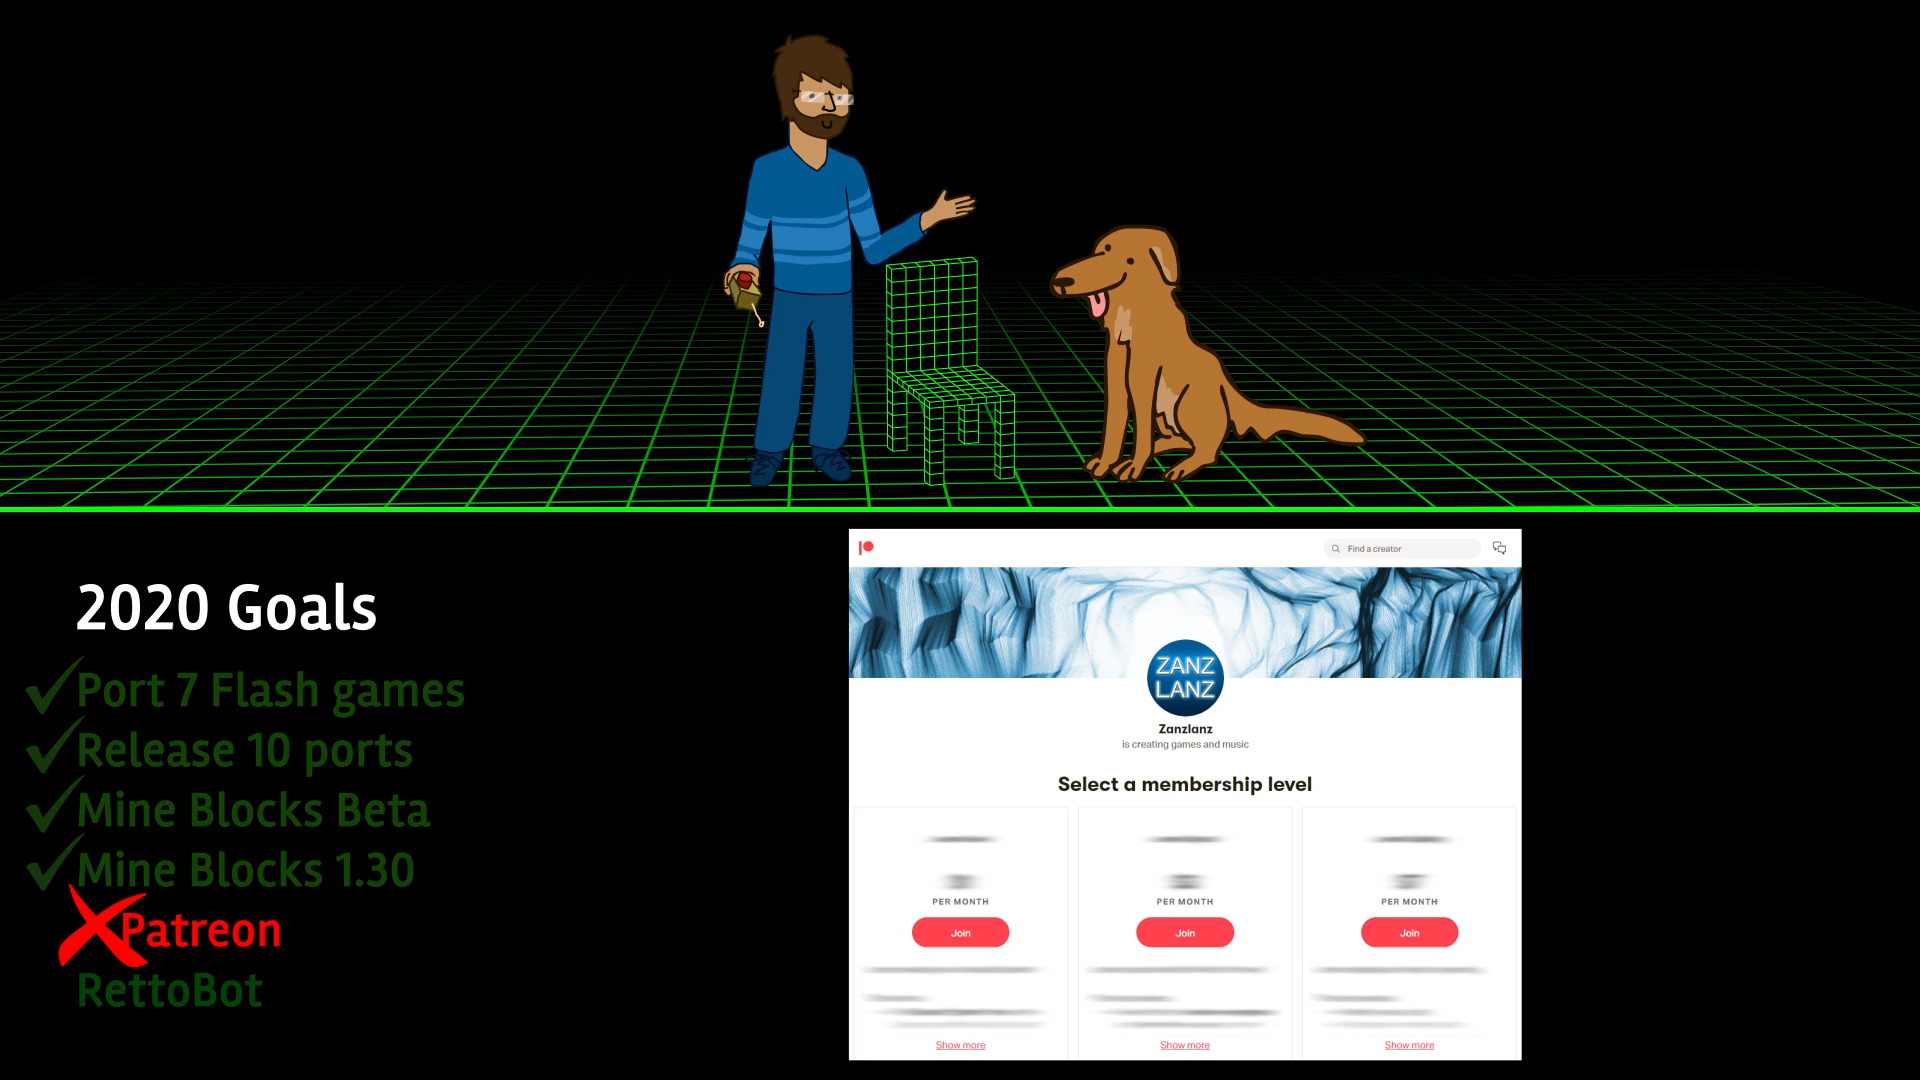 2020 Goals
Port 7 Flash games
Release 10 ports
Mine Blocks Beta
Mine Blocks 1.30
Patreon
RettoBot
Find a creator
ZANZ
LANZ
Zanzlanz
is creating games and music
Select a membership level
PER MONTH
Join
Show more
PER MONTH
Join
Show more
PER MONTH
Join
Show more